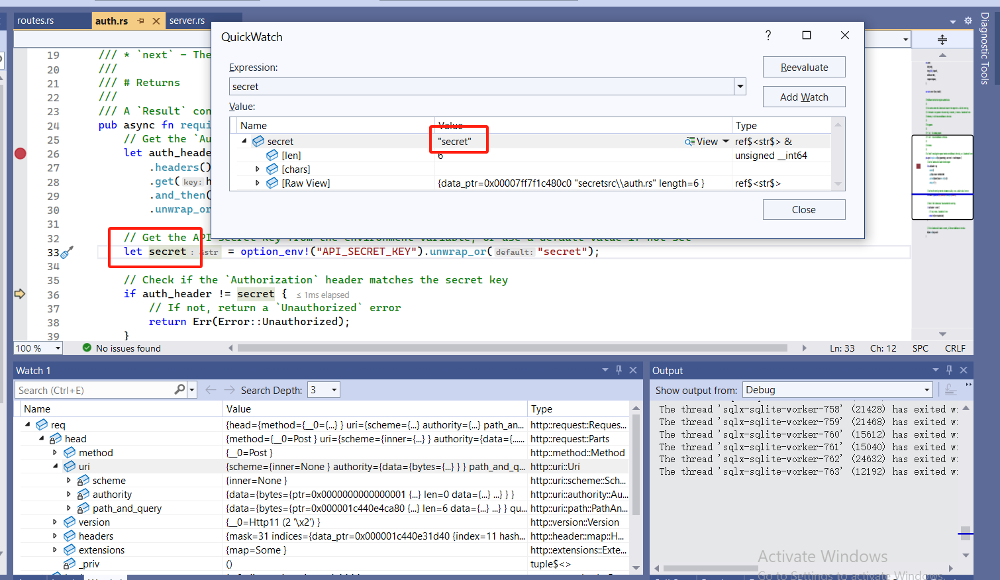 routes.rs
auth.rs
server.rs
Diagnostic Tools
QuickWatch
?
Expression:
secret
Reevaluate
Add Watch
Value:
Name Value Type
secret "secret" View ref$<str$> &
[len] 6 unsigned __int64
[chars]
[Raw View] {data_ptr=0x00007ff7f1c480c0 "secretsrc\\auth.rs" length=6 } ref$<str$>
Close
19 /// * `next` - The
20 ///
21 /// # Returns
22 ///
23 /// A `Result` con
24 pub async fn requi
25 // Get the `Au
26 let auth_heade
27 .headers()
28 .get( key: h
29 .and_then(
30 .unwrap_or
31
32 // Get the API secret key from the environment variable, or use a default value if not set
33 let secret : &str = option_env!("API_SECRET_KEY").unwrap_or( default: "secret");
34
35 // Check if the `Authorization` header matches the secret key
36 if auth_header != secret { ≤ 1ms elapsed
37 // If not, return a `Unauthorized` error
38 return Err(Error::Unauthorized);
39 }
100 % No issues found Ln: 33 Ch: 12 SPC CRLF
Watch 1
Search (Ctrl+E) Search Depth: 3
Name Value Type
req {head={method={__0={...} } uri={scheme={...} authority={...} path_an... http::request::Reques...
head {method={__0=Post } uri={scheme={inner={...} } authority={data={...... http::request::Parts
method {__0=Post } http::method::Method
uri {scheme={inner=None } authority={data={bytes={...} } } path_and_q... http::uri::Uri
scheme {inner=None } http::uri::scheme::Sch...
authority {data={bytes={ptr=0x0000000000000001 {...} len=0 data={...} ...} } } http::uri::authority::Au...
path_and_query {data={bytes={ptr=0x000001c440e4ca80 {...} len=6 data={...} ...} } qu... http::uri::path::PathAn...
version {__0=Http11 (2 '\x2') } http::version::Version
headers {mask=31 indices={data_ptr=0x000001c440e31d40 {index=11 hash... http::header::map::H...
extensions {map=Some } http::extensions::Exte...
_priv () tuple$<>
Output
Show output from: Debug
The thread 'sqlx-sqlite-worker-758' (21428) has exited wi
The thread 'sqlx-sqlite-worker-759' (21468) has exited wi
The thread 'sqlx-sqlite-worker-760' (15612) has exited wi
The thread 'sqlx-sqlite-worker-761' (15040) has exited wi
The thread 'sqlx-sqlite-worker-762' (24632) has exited wi
The thread 'sqlx-sqlite-worker-763' (12192) has exited wi
Activate Windows
Go to Settings to activate Windows.